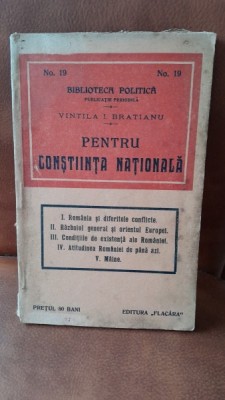 No. 19 No. 19
BIBLIOTECA POLITICĂ
PUBLICAȚIE PERIODICĂ
VINTILA I. BRATIANU
PENTRU
CONȘTIINȚA NAȚIONALĂ
I. România și diferitele conflicte.
II. Războiul general și orientul Europei.
III. Condițiile de existență ale României.
IV. Atitudinea României de până azi.
V. Mâine.
PREȚUL 50 BANI EDITURA „FLACĂRA”